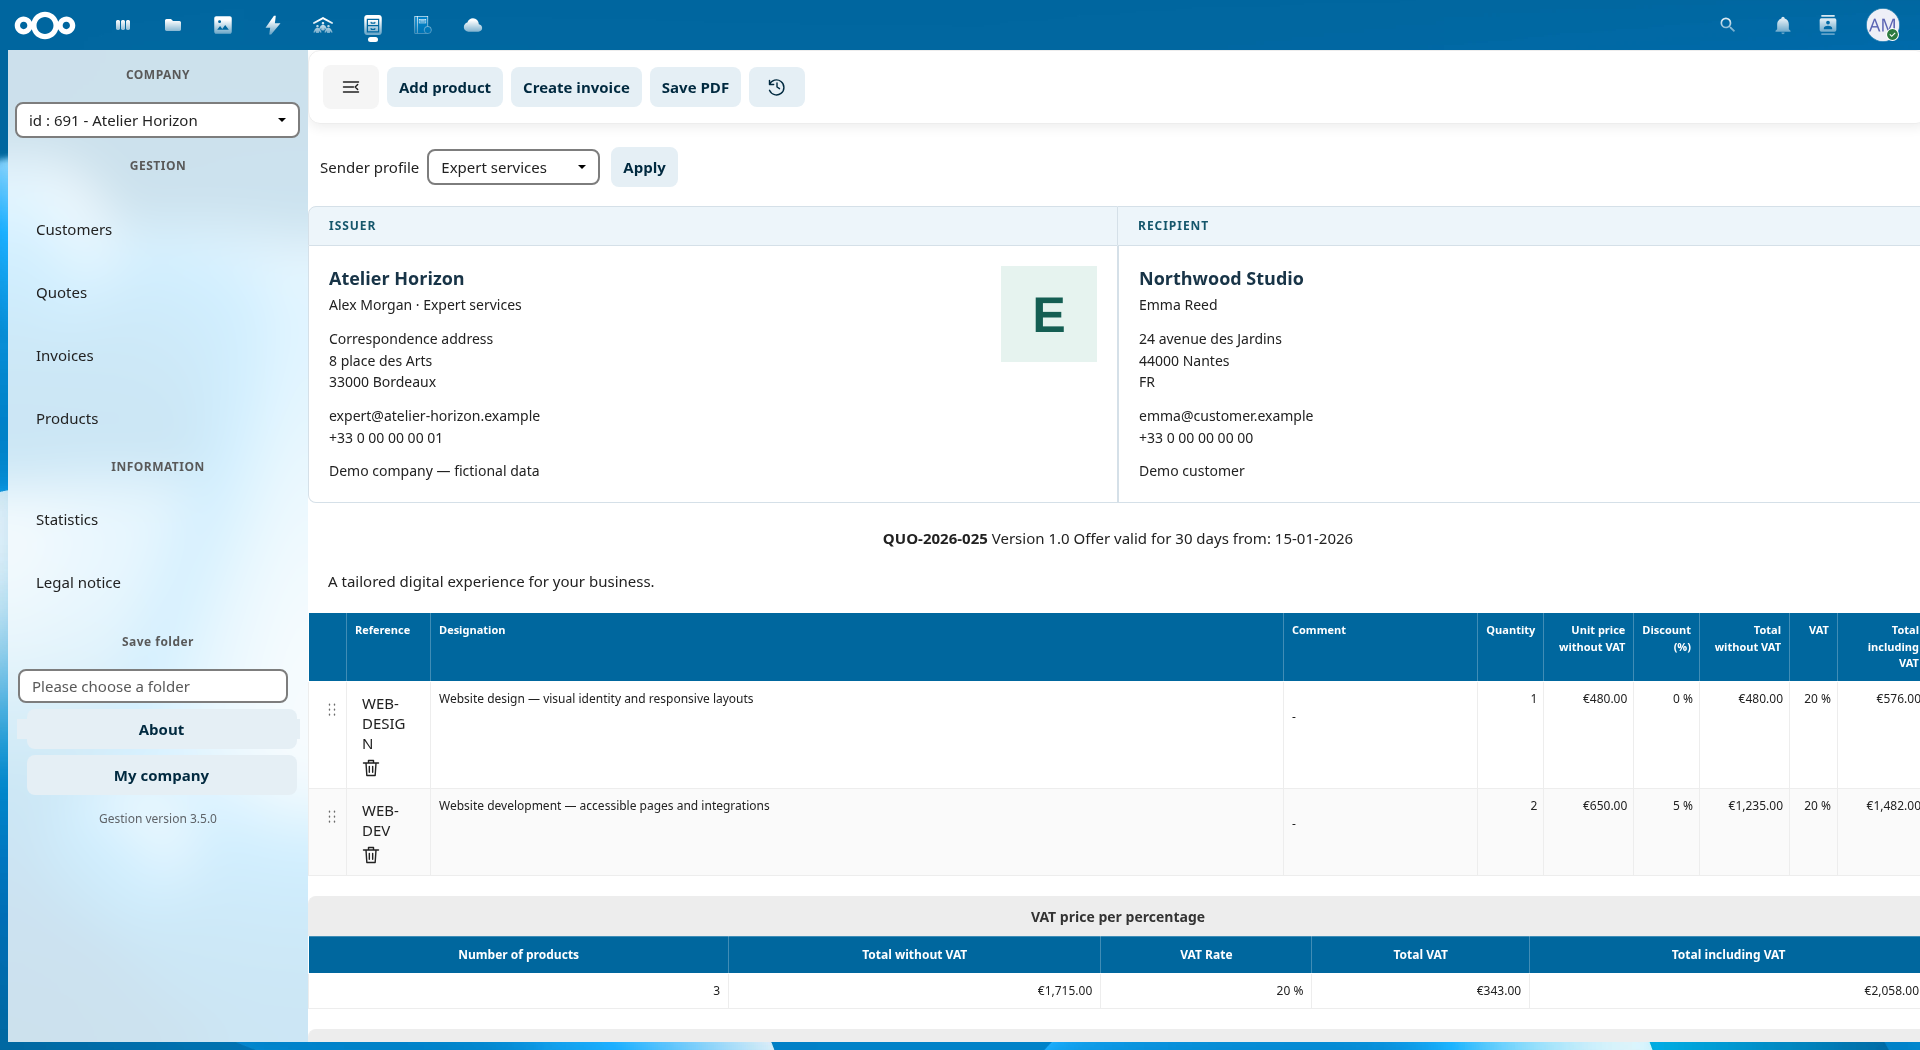 AM
COMPANY
id : 691 - Atelier Horizon
GESTION
Customers
Quotes
Invoices
Products
INFORMATION
Statistics
Legal notice
Save folder
Please choose a folder
About
My company
Gestion version 3.5.0
Add product
Create invoice
Save PDF
Sender profile
Expert services
Apply
ISSUER
Atelier Horizon
Alex Morgan · Expert services
Correspondence address
8 place des Arts
33000 Bordeaux
expert@atelier-horizon.example
+33 0 00 00 00 01
Demo company — fictional data
E
RECIPIENT
Northwood Studio
Emma Reed
24 avenue des Jardins
44000 Nantes
FR
emma@customer.example
+33 0 00 00 00 00
Demo customer
QUO-2026-025 Version 1.0 Offer valid for 30 days from: 15-01-2026
A tailored digital experience for your business.
Reference Designation Comment Quantity Unit price without VAT Discount (%) Total without VAT VAT Total including VAT
WEB-DESIGN Website design — visual identity and responsive layouts - 1 €480.00 0 % €480.00 20 % €576.00
WEB-DEV Website development — accessible pages and integrations - 2 €650.00 5 % €1,235.00 20 % €1,482.00
VAT price per percentage
Number of products Total without VAT VAT Rate Total VAT Total including VAT
3 €1,715.00 20 % €343.00 €2,058.00